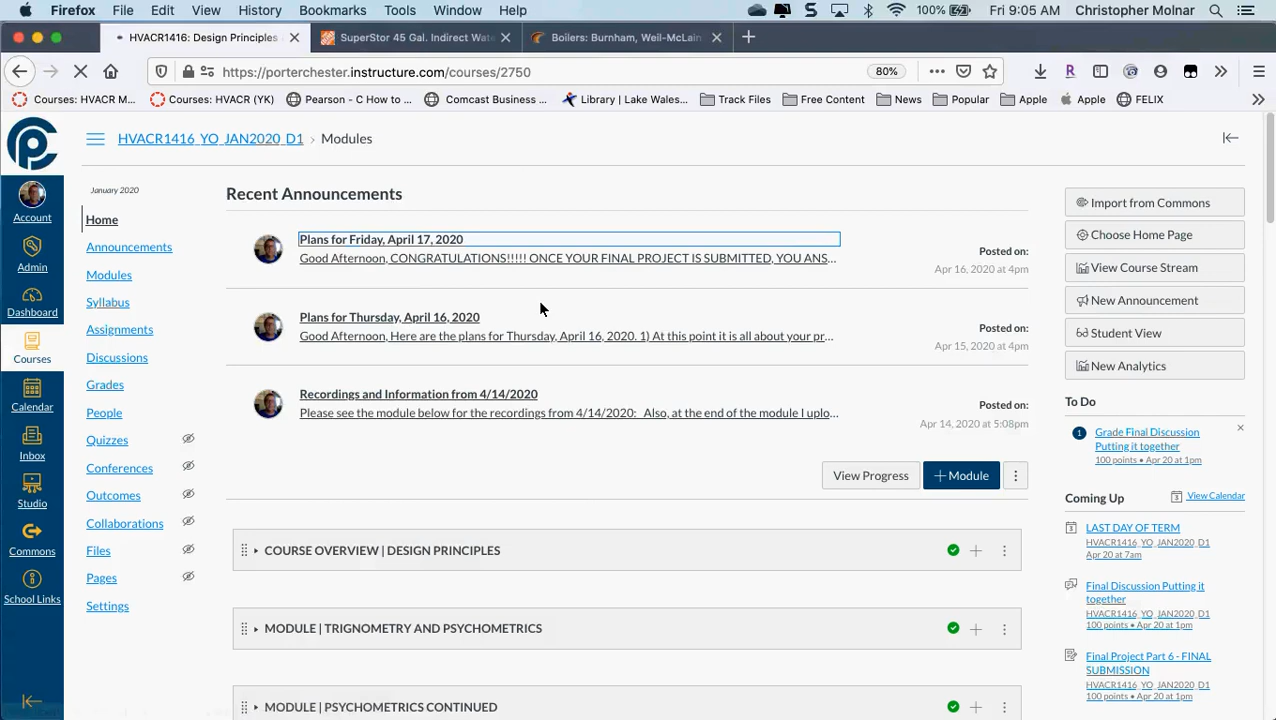 Firefox File Edit View History Bookmarks Tools Window Help 100% Fri 9:05 AM Christopher Molnar
HVACR1416: Design Principles SuperStor 45 Gal. Indirect Wate Boilers: Burnham, Weil-McLain
https://porterchester.instructure.com/courses/2750 80%
Courses: HVACR M... Courses: HVACR (YK) Pearson - C How to ... Comcast Business ... Library | Lake Wales... Track Files Free Content News Popular Apple Apple FELIX
HVACR1416_YO_JAN2020_D1 › Modules
Account
Admin
Dashboard
Courses
Calendar
Inbox
Studio
Commons
School Links
January 2020
Home
Announcements
Modules
Syllabus
Assignments
Discussions
Grades
People
Quizzes
Conferences
Outcomes
Collaborations
Files
Pages
Settings
Recent Announcements
Plans for Friday, April 17, 2020
Good Afternoon, CONGRATULATIONS!!!!! ONCE YOUR FINAL PROJECT IS SUBMITTED, YOU ANS...
Posted on:
Apr 16, 2020 at 4pm
Plans for Thursday, April 16, 2020
Good Afternoon, Here are the plans for Thursday, April 16, 2020. 1) At this point it is all about your pr...
Posted on:
Apr 15, 2020 at 4pm
Recordings and Information from 4/14/2020
Please see the module below for the recordings from 4/14/2020: Also, at the end of the module I uplo...
Posted on:
Apr 14, 2020 at 5:08pm
View Progress + Module
COURSE OVERVIEW | DESIGN PRINCIPLES
MODULE | TRIGNOMETRY AND PSYCHOMETRICS
MODULE | PSYCHOMETRICS CONTINUED
Import from Commons
Choose Home Page
View Course Stream
New Announcement
Student View
New Analytics
To Do
1 Grade Final Discussion
Putting it together
100 points • Apr 20 at 1pm
Coming Up View Calendar
LAST DAY OF TERM
HVACR1416_YO_JAN2020_D1
Apr 20 at 7am
Final Discussion Putting it
together
HVACR1416_YO_JAN2020_D1
100 points • Apr 20 at 1pm
Final Project Part 6 - FINAL
SUBMISSION
HVACR1416_YO_JAN2020_D1
100 points • Apr 20 at 1pm